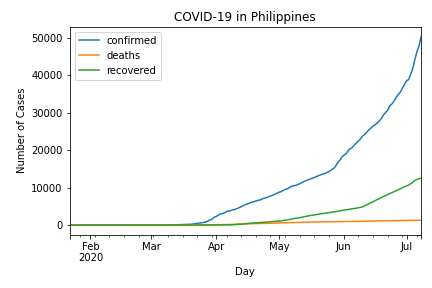 COVID-19 in Philippines
confirmed
deaths
recovered
50000
40000
30000
20000
10000
0
Number of Cases
Feb Mar Apr May Jun Jul
2020
Day